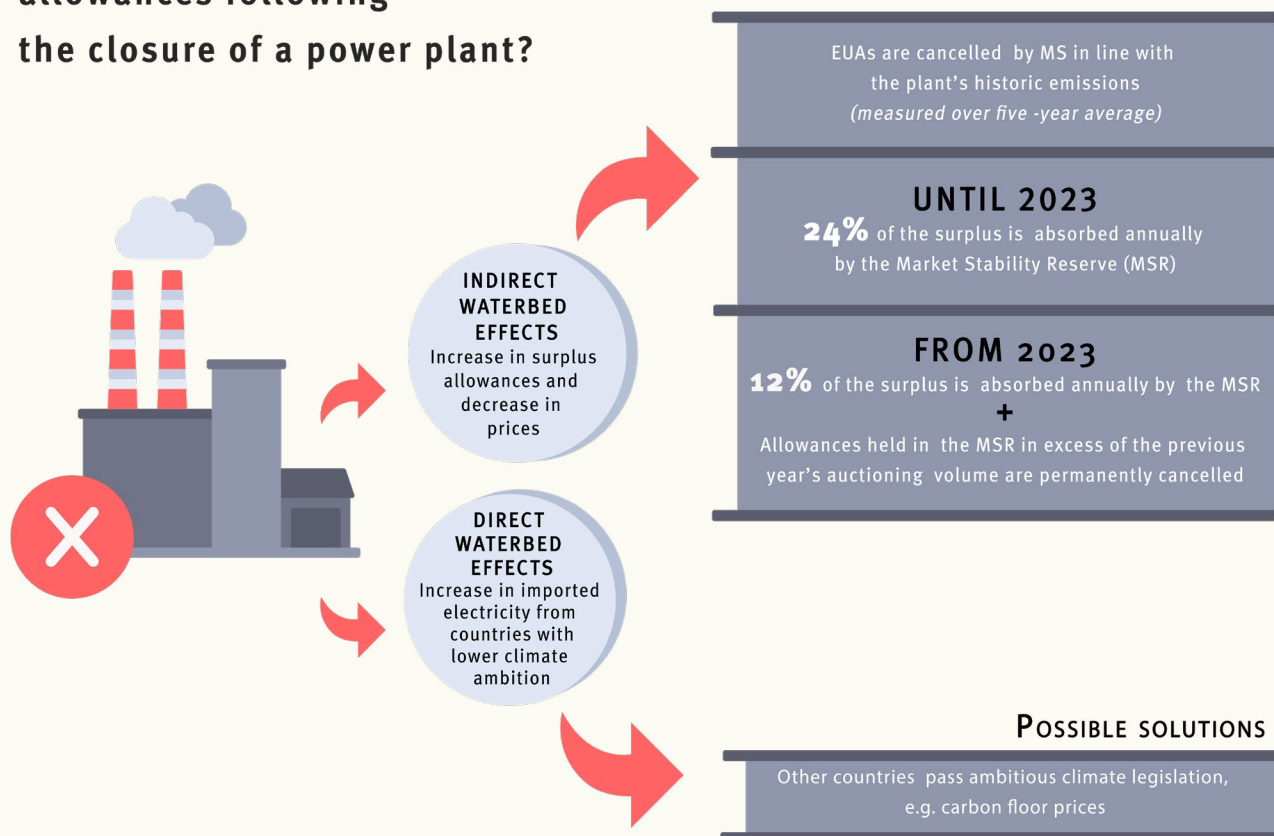 allowances following
the closure of a power plant?
EUAs are cancelled by MS in line with
the plant's historic emissions
(measured over five -year average)
UNTIL 2023
24% of the surplus is absorbed annually
by the Market Stability Reserve (MSR)
FROM 2023
12% of the surplus is absorbed annually by the MSR
+
Allowances held in the MSR in excess of the previous
year's auctioning volume are permanently cancelled
INDIRECT
WATERBED
EFFECTS
Increase in surplus
allowances and
decrease in
prices
DIRECT
WATERBED
EFFECTS
Increase in imported
electricity from
countries with
lower climate
ambition
POSSIBLE SOLUTIONS
Other countries pass ambitious climate legislation,
e.g. carbon floor prices